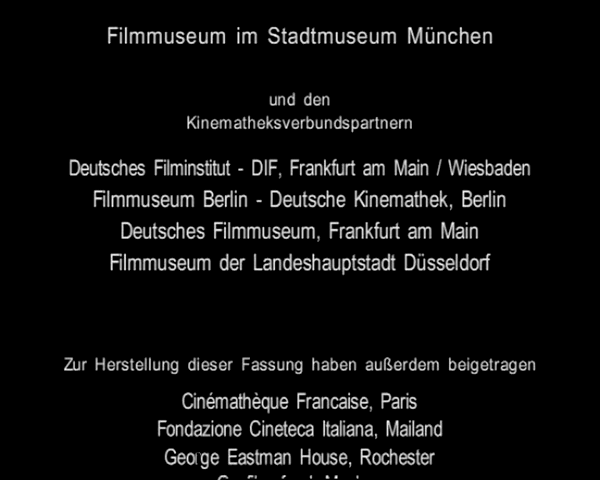 Filmmuseum im Stadtmuseum München
und den
Kinematheksverbundspartnern
Deutsches Filminstitut - DIF, Frankfurt am Main / Wiesbaden
Filmmuseum Berlin - Deutsche Kinemathek, Berlin
Deutsches Filmmuseum, Frankfurt am Main
Filmmuseum der Landeshauptstadt Düsseldorf
Zur Herstellung dieser Fassung haben außerdem beigetragen
Cinémathèque Francaise, Paris
Fondazione Cineteca Italiana, Mailand
George Eastman House, Rochester